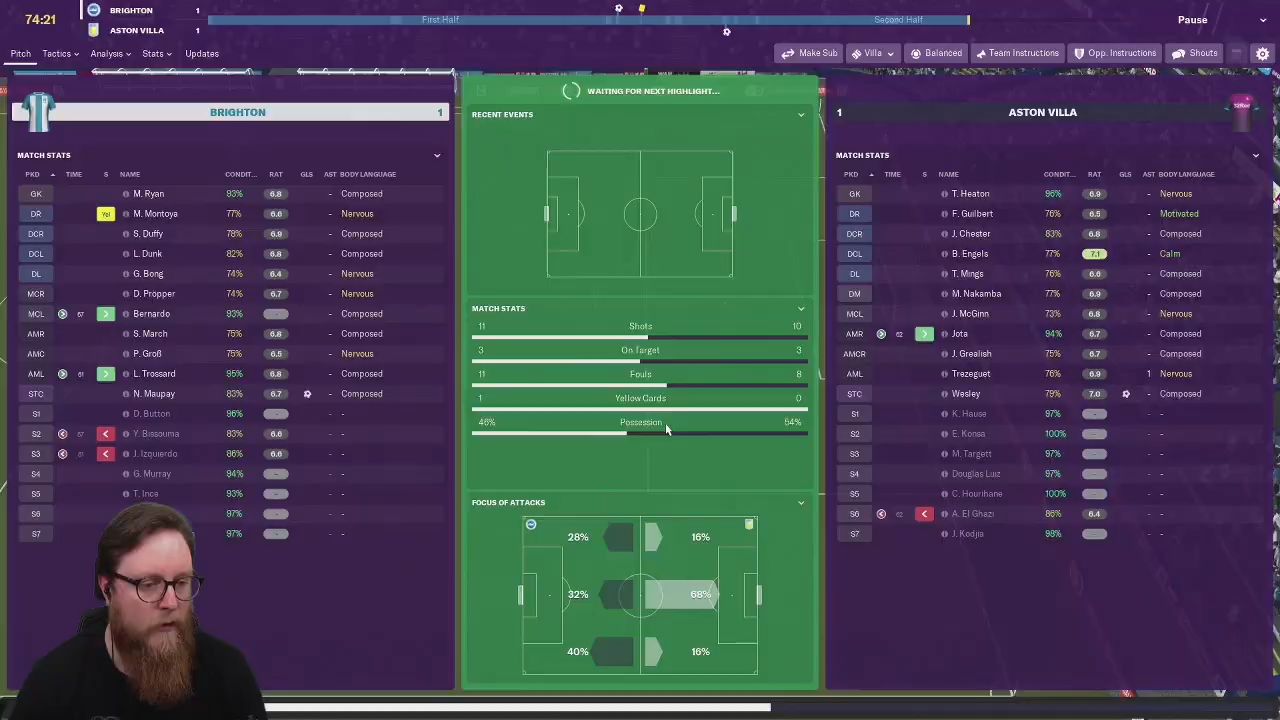 74:21
BRIGHTON 1
ASTON VILLA 1
First Half
Second Half
Pause
Pitch Tactics Analysis Stats Updates
Make Sub Villa Balanced Team Instructions Opp. Instructions Shouts
BRIGHTON 1
MATCH STATS
PKD TIME S NAME CONDIT... RAT GLS AST BODY LANGUAGE
GK M. Ryan 93% 6.8 - Composed
DR Yel M. Montoya 77% 6.6 - Nervous
DCR S. Duffy 78% 6.9 - Composed
DCL L. Dunk 82% 6.8 - Composed
DL G. Bong 74% 6.4 - Nervous
MCR D. Pröpper 74% 6.7 - Nervous
MCL 67 Bernardo 93% - - Composed
AMR S. March 75% 6.8 - Composed
AMC P. Groß 75% 6.5 - Nervous
AML 61 L. Trossard 95% 6.8 - Composed
STC N. Maupay 83% 6.7 - Composed
S1 D. Button 96% - - -
S2 67 Y. Bissouma 83% 6.6 - -
S3 61 J. Izquierdo 86% 6.6 - -
S4 G. Murray 94% - - -
S5 T. Ince 93% - - -
S6 97% - - -
S7 97% - - -
WAITING FOR NEXT HIGHLIGHT...
RECENT EVENTS
MATCH STATS
11 Shots 10
3 On Target 3
11 Fouls 8
1 Yellow Cards 0
46% Possession 54%
FOCUS OF ATTACKS
28% 16%
32% 68%
40% 16%
1 ASTON VILLA
MATCH STATS
PKD TIME S NAME CONDIT... RAT GLS AST BODY LANGUAGE
GK T. Heaton 96% 6.9 - Nervous
DR F. Guilbert 76% 6.5 - Motivated
DCR J. Chester 83% 6.8 - Composed
DCL B. Engels 77% 7.1 - Calm
DL T. Mings 76% 6.6 - Composed
DM M. Nakamba 77% 6.9 - Composed
MCL J. McGinn 73% 6.8 - Nervous
AMR 62 Jota 94% 6.7 - Composed
AMCR J. Grealish 75% 6.7 - Composed
AML Trezeguet 76% 6.9 1 Nervous
STC Wesley 79% 7.0 - Composed
S1 K. Hause 97% - - -
S2 E. Konsa 100% - - -
S3 M. Targett 97% - - -
S4 Douglas Luiz 97% - - -
S5 C. Hourihane 100% - - -
S6 62 A. El Ghazi 86% 6.4 - -
S7 J. Kodjia 98% - - -